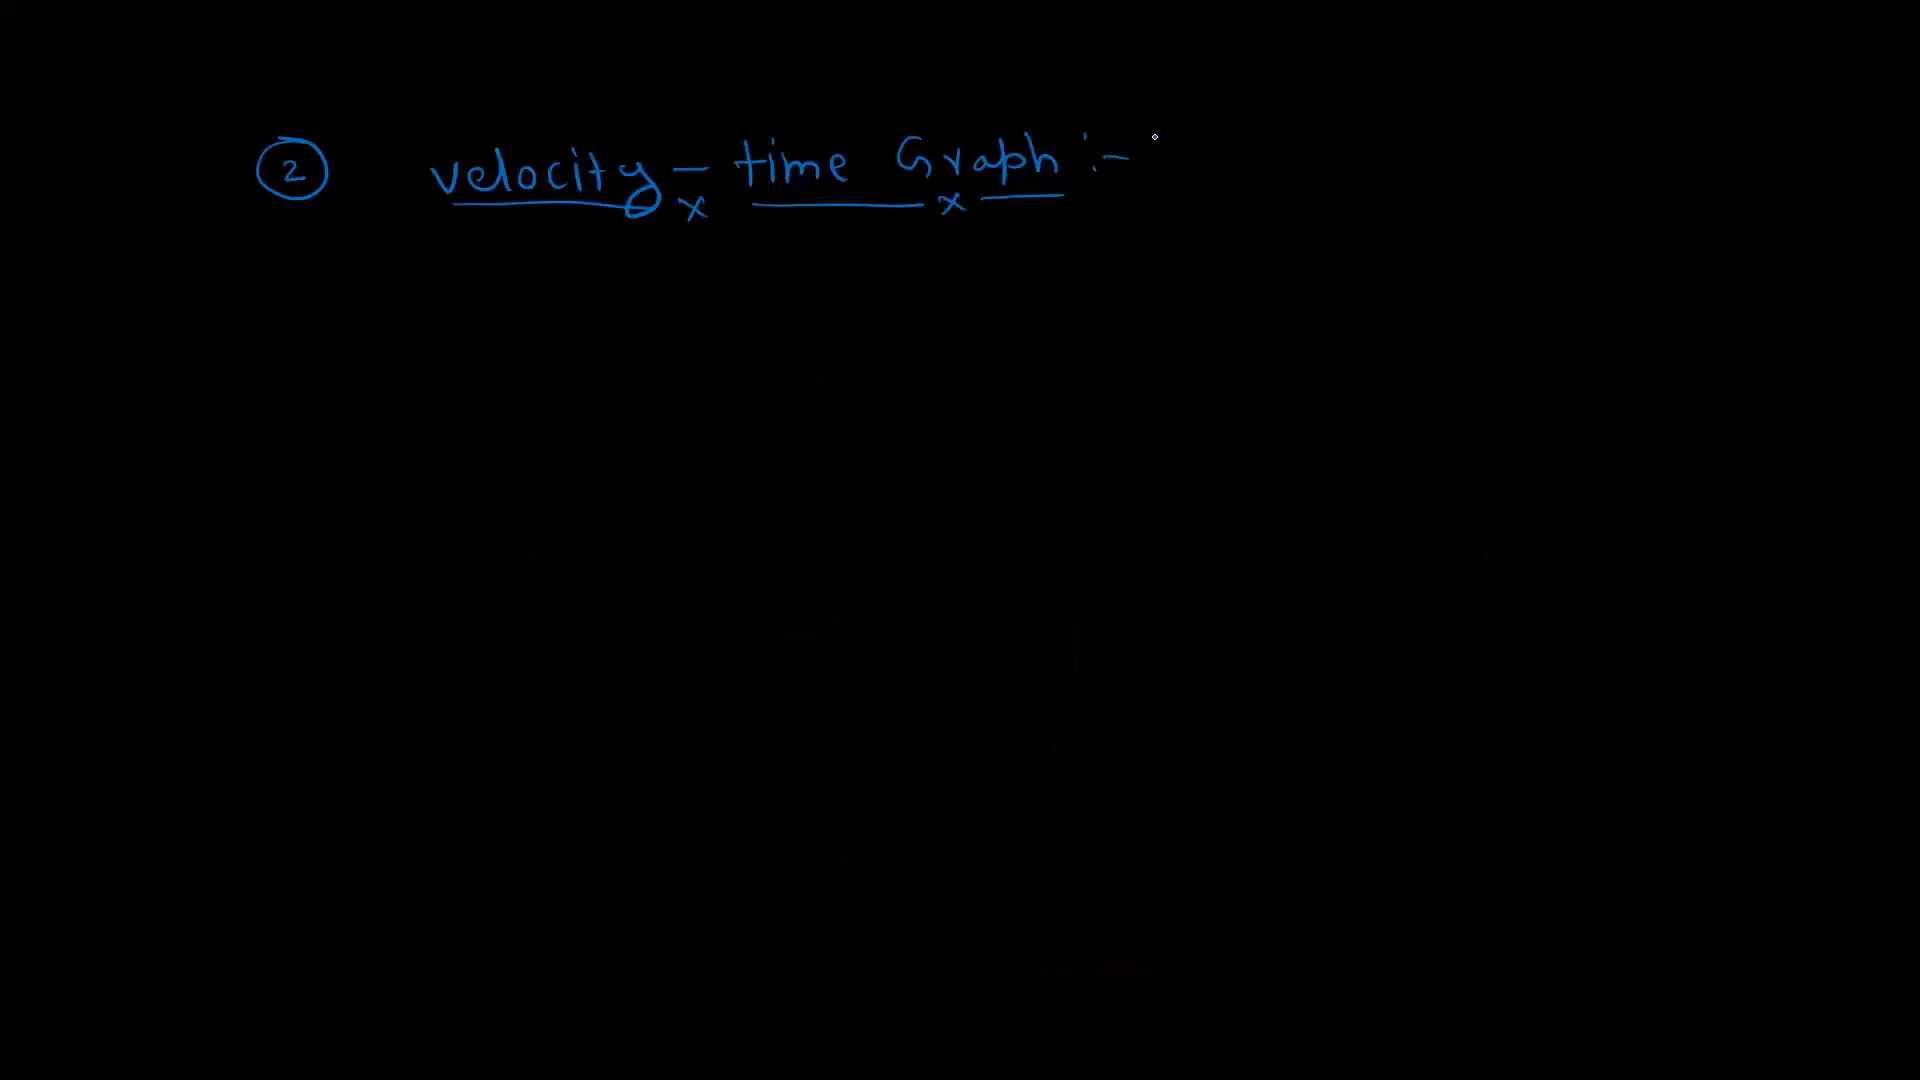 ② velocity - time Graph :-